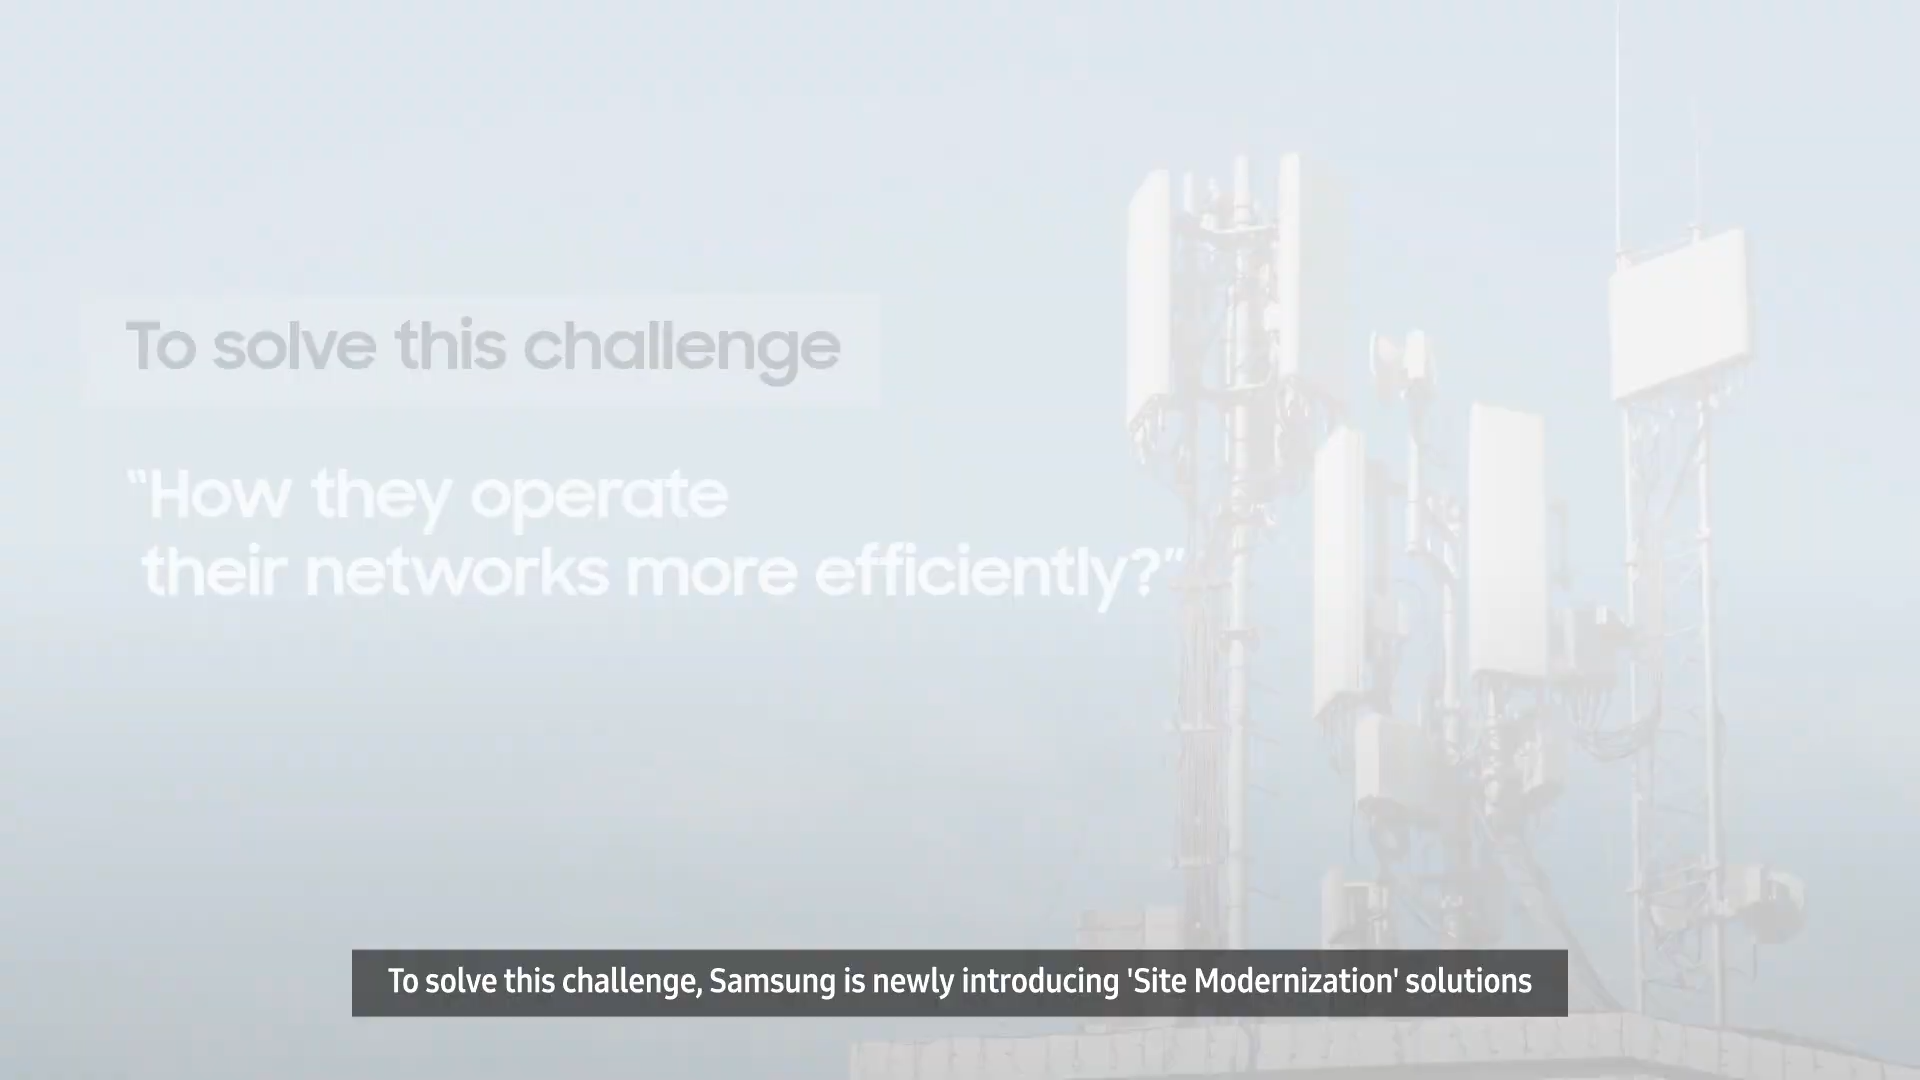 To solve this challenge
“How they operate
their networks more efficiently?”
To solve this challenge, Samsung is newly introducing 'Site Modernization' solutions